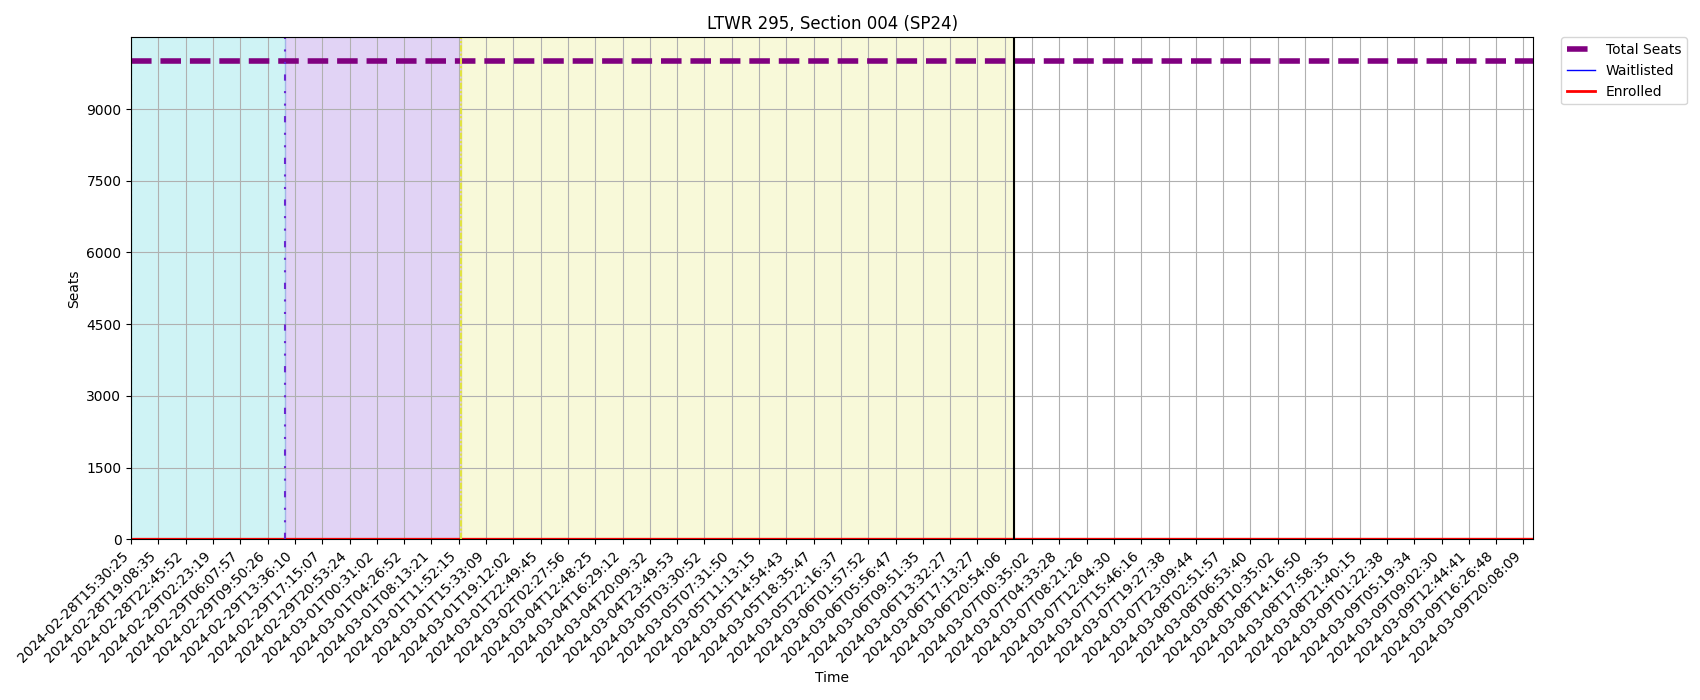 LTWR 295, Section 004 (SP24)
Total Seats
Waitlisted
Enrolled
Seats
9000
7500
6000
4500
3000
1500
0
2024-02-28T15:30:25
2024-02-28T19:08:35
2024-02-28T22:45:52
2024-02-29T02:23:19
2024-02-29T06:07:57
2024-02-29T09:50:26
2024-02-29T13:36:10
2024-02-29T17:15:07
2024-02-29T20:53:24
2024-03-01T00:31:02
2024-03-01T04:26:52
2024-03-01T08:13:21
2024-03-01T11:52:15
2024-03-01T15:33:09
2024-03-01T19:12:02
2024-03-01T22:49:45
2024-03-02T02:27:56
2024-03-04T12:48:25
2024-03-04T16:29:12
2024-03-04T20:09:32
2024-03-04T23:49:53
2024-03-05T03:30:52
2024-03-05T07:31:50
2024-03-05T11:13:15
2024-03-05T14:54:43
2024-03-05T18:35:47
2024-03-05T22:16:37
2024-03-06T01:57:52
2024-03-06T05:56:47
2024-03-06T09:51:35
2024-03-06T13:32:27
2024-03-06T17:13:27
2024-03-06T20:54:06
2024-03-07T00:35:02
2024-03-07T04:33:28
2024-03-07T08:21:26
2024-03-07T12:04:30
2024-03-07T15:46:16
2024-03-07T19:27:38
2024-03-07T23:09:44
2024-03-08T02:51:57
2024-03-08T06:53:40
2024-03-08T10:35:02
2024-03-08T14:16:50
2024-03-08T17:58:35
2024-03-08T21:40:15
2024-03-09T01:22:38
2024-03-09T05:19:34
2024-03-09T09:02:30
2024-03-09T12:44:41
2024-03-09T16:26:48
2024-03-09T20:08:09
Time